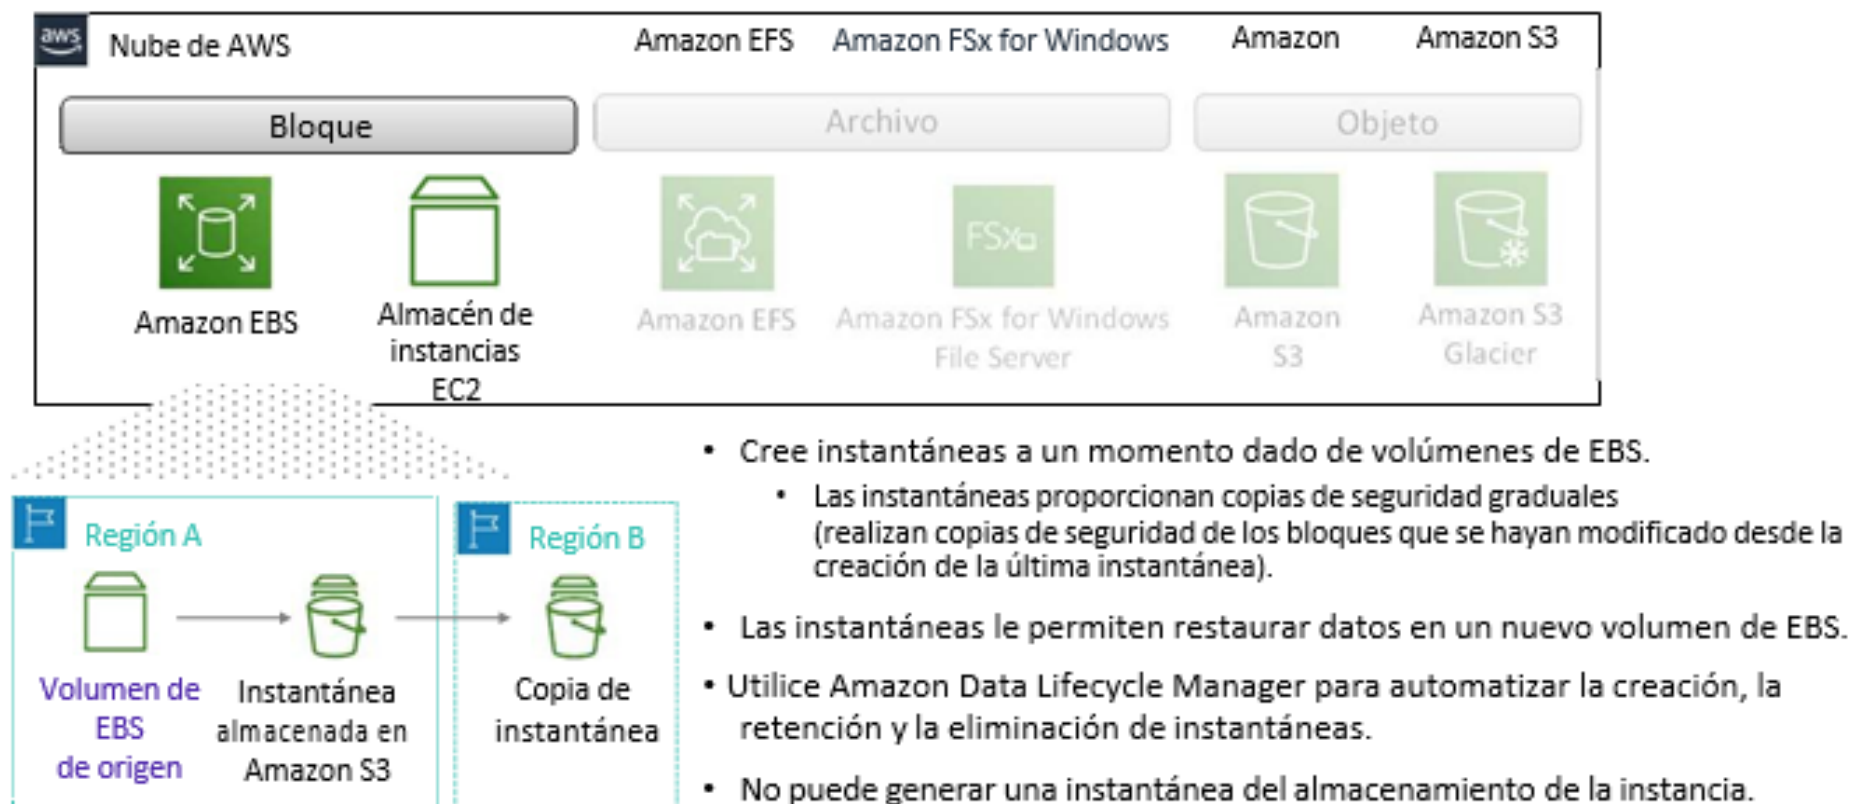 aws
Nube de AWS
Amazon EFS
Amazon FSx for Windows
Amazon
Amazon S3
Bloque
Archivo
Objeto
FSx
Amazon EBS
Almacén de
instancias
EC2
Amazon EFS
Amazon FSx for Windows
File Server
Amazon
S3
Amazon S3
Glacier
Región A
Región B
Volumen de
EBS
de origen
Instantánea
almacenada en
Amazon S3
Copia de
instantánea
• Cree instantáneas a un momento dado de volúmenes de EBS.
• Las instantáneas proporcionan copias de seguridad graduales
(realizan copias de seguridad de los bloques que se hayan modificado desde la
creación de la última instantánea).
• Las instantáneas le permiten restaurar datos en un nuevo volumen de EBS.
• Utilice Amazon Data Lifecycle Manager para automatizar la creación, la
retención y la eliminación de instantáneas.
• No puede generar una instantánea del almacenamiento de la instancia.